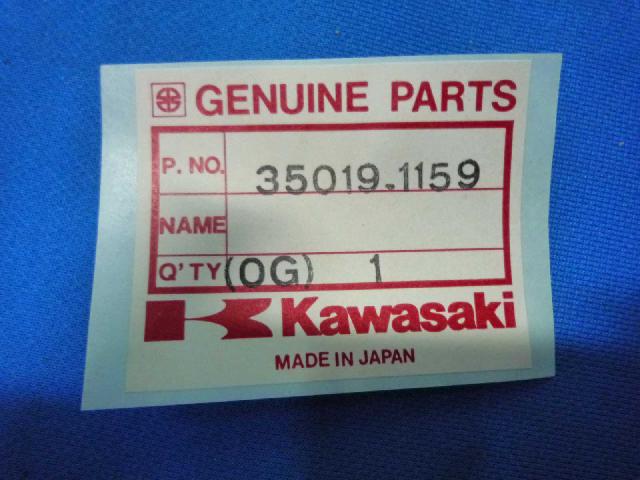 GENUINE PARTS
P. NO. 35019-1159
NAME
Q'TY (OG) 1
Kawasaki
MADE IN JAPAN